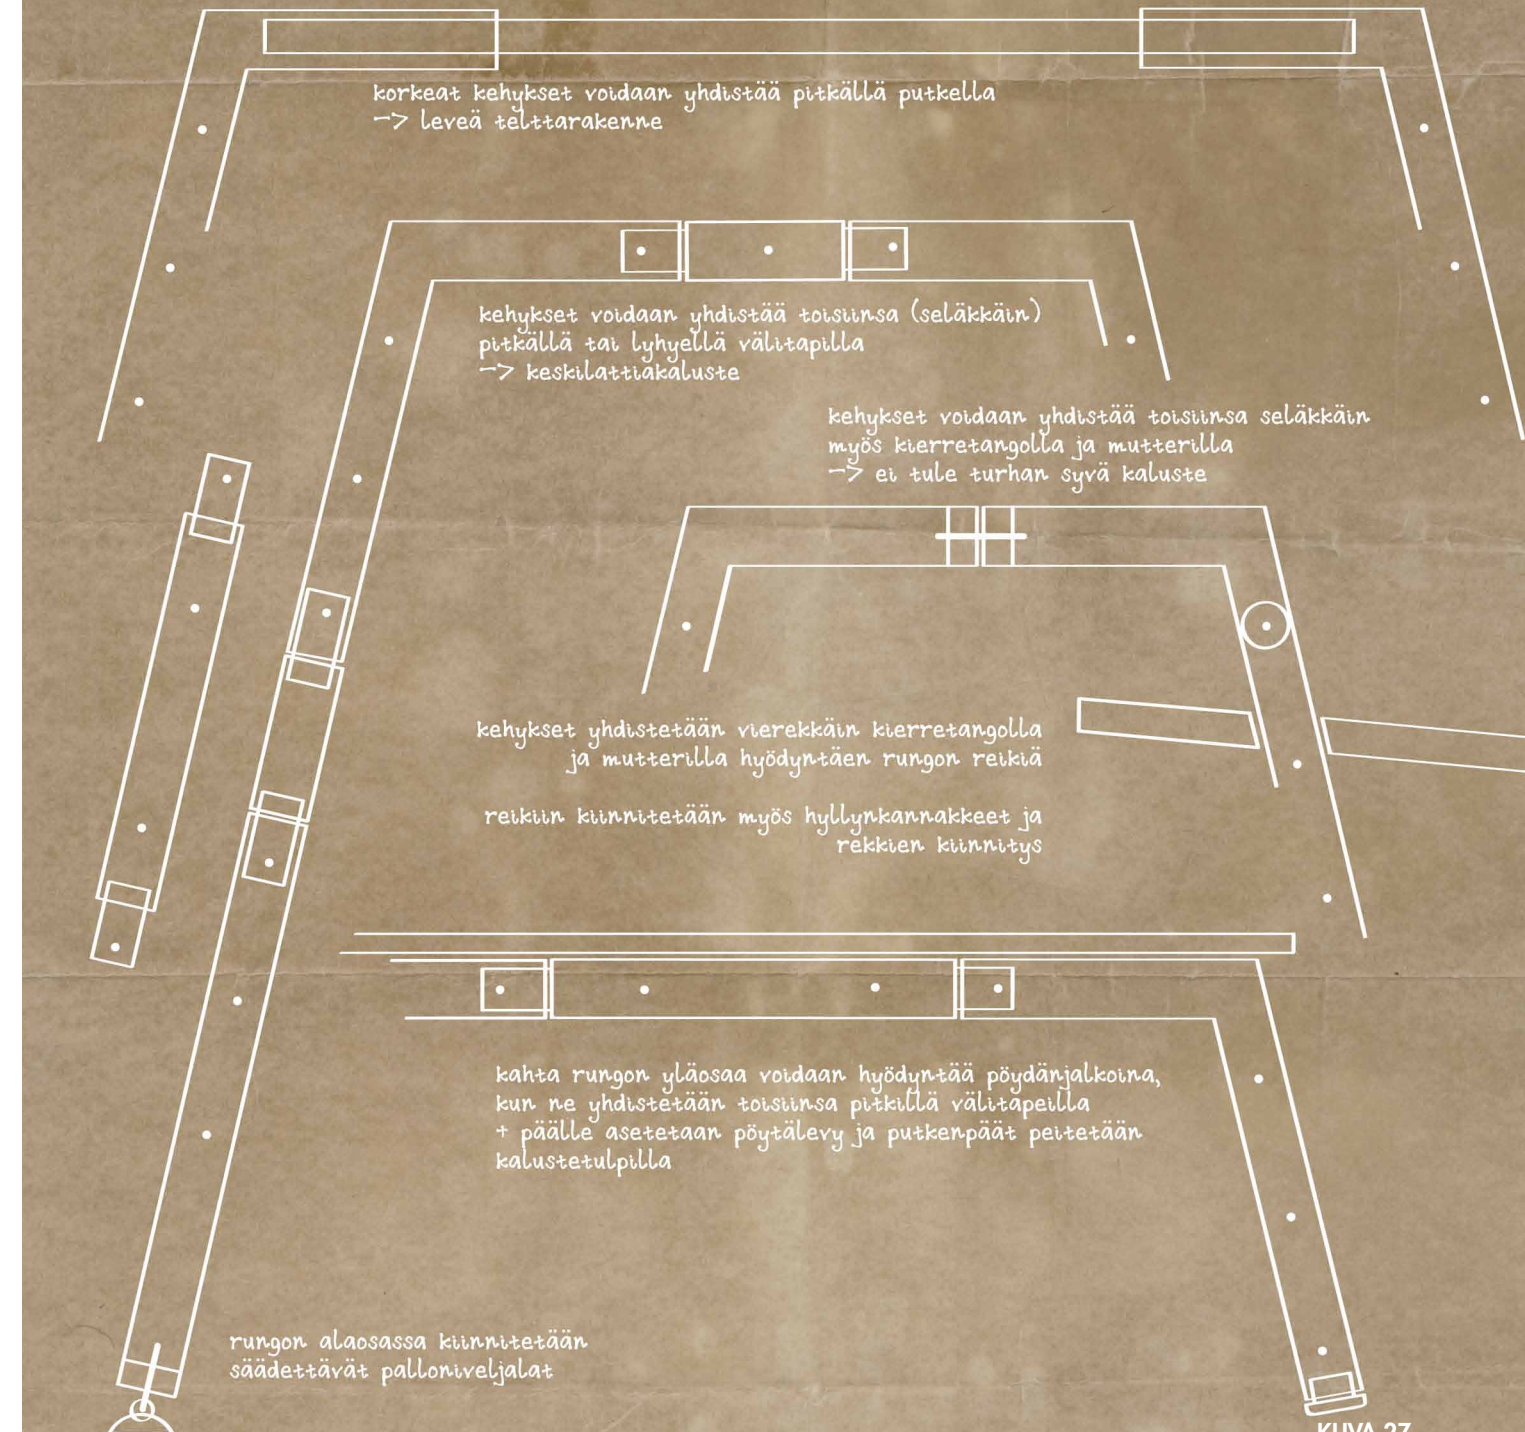 korkeat kehykset voidaan yhdistää pitkällä putkella
-> leveä telttarakenne
kehykset voidaan yhdistää toisiinsa (seläkkäin)
pitkällä tai lyhyellä välitapilla
-> keskilattiakaluste
kehykset voidaan yhdistää toisiinsa seläkkäin
myös kierretangolla ja mutterilla
-> ei tule turhan syvä kaluste
kehykset yhdistetään vierekkäin kierretangolla
ja mutterilla hyödyntäen rungon reikiä
reikiin kiinnitetään myös hyllynkannakkeet ja
rekkien kiinnitys
kahta rungon yläosaa voidaan hyödyntää pöydänjalkoina,
kun ne yhdistetään toisiinsa pitkillä välitapeilla
+ päälle asetetaan pöytälevy ja putkenpäät peitetään
kalustetulpilla
rungon alaosassa kiinnitetään
säädettävät palloniveljalat
KUVA 27